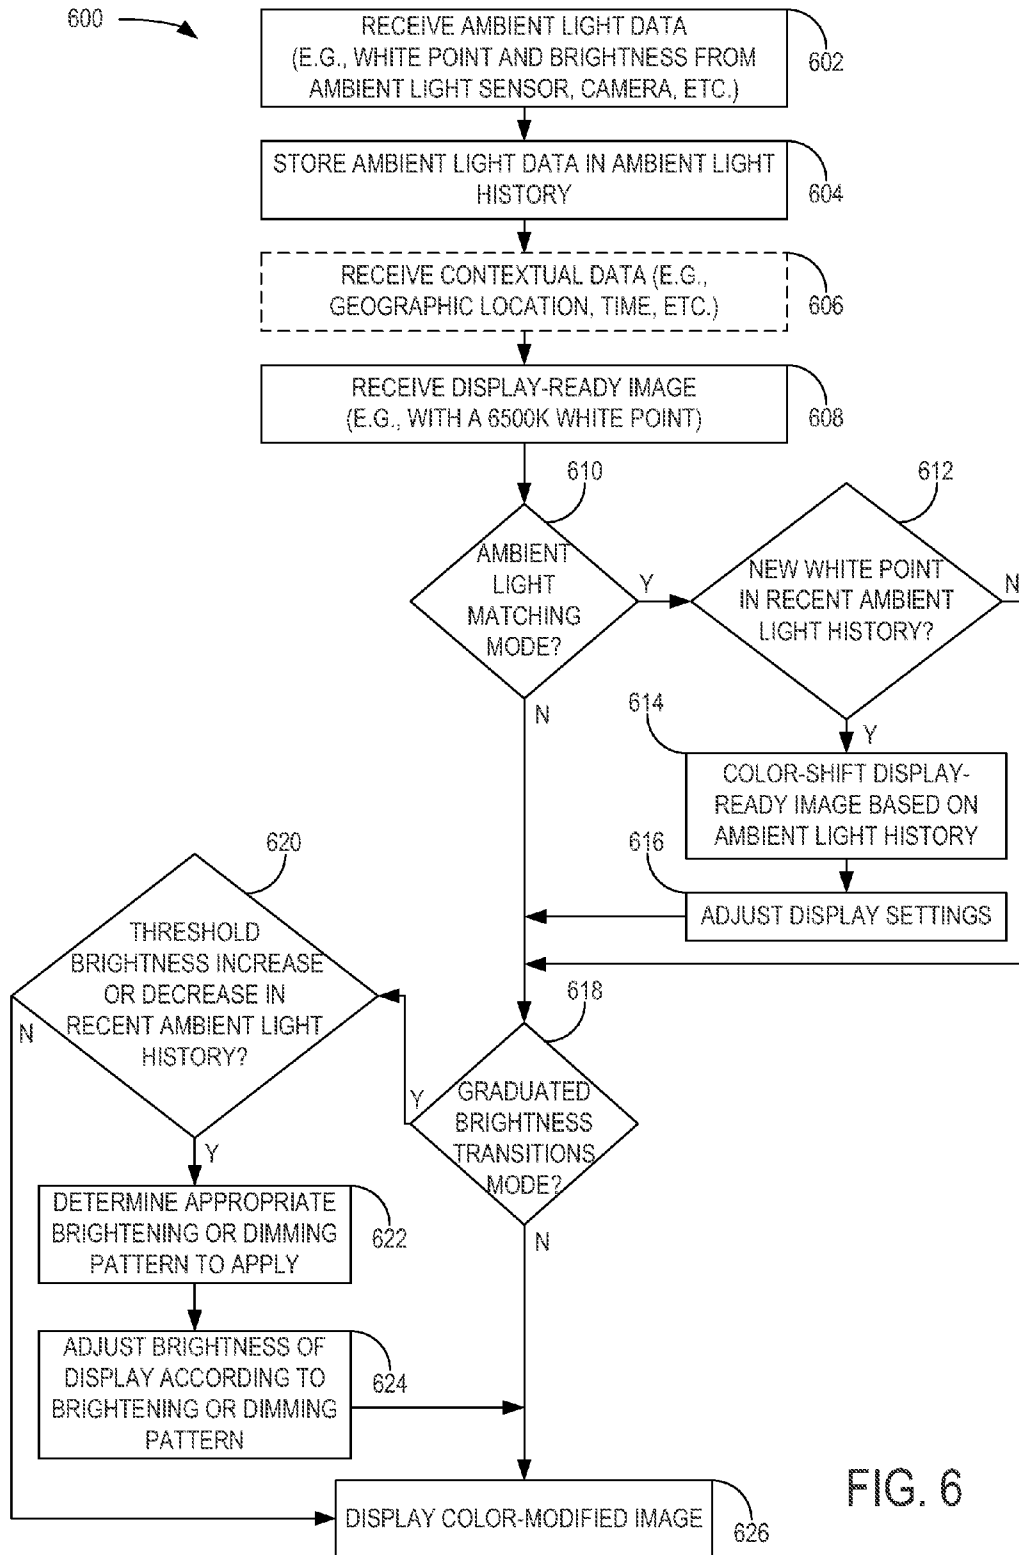 600
RECEIVE AMBIENT LIGHT DATA
(E.G., WHITE POINT AND BRIGHTNESS FROM
AMBIENT LIGHT SENSOR, CAMERA, ETC.)
602
STORE AMBIENT LIGHT DATA IN AMBIENT LIGHT
HISTORY
604
RECEIVE CONTEXTUAL DATA (E.G.,
GEOGRAPHIC LOCATION, TIME, ETC.)
606
RECEIVE DISPLAY-READY IMAGE
(E.G., WITH A 6500K WHITE POINT)
608
610
AMBIENT
LIGHT
MATCHING
MODE?
Y
N
612
NEW WHITE POINT
IN RECENT AMBIENT
LIGHT HISTORY?
N
Y
614
COLOR-SHIFT DISPLAY-
READY IMAGE BASED ON
AMBIENT LIGHT HISTORY
616
ADJUST DISPLAY SETTINGS
618
GRADUATED
BRIGHTNESS
TRANSITIONS
MODE?
Y
N
620
THRESHOLD
BRIGHTNESS INCREASE
OR DECREASE IN
RECENT AMBIENT LIGHT
HISTORY?
N
Y
DETERMINE APPROPRIATE
BRIGHTENING OR DIMMING
PATTERN TO APPLY
622
ADJUST BRIGHTNESS OF
DISPLAY ACCORDING TO
BRIGHTENING OR DIMMING
PATTERN
624
DISPLAY COLOR-MODIFIED IMAGE
626
FIG. 6